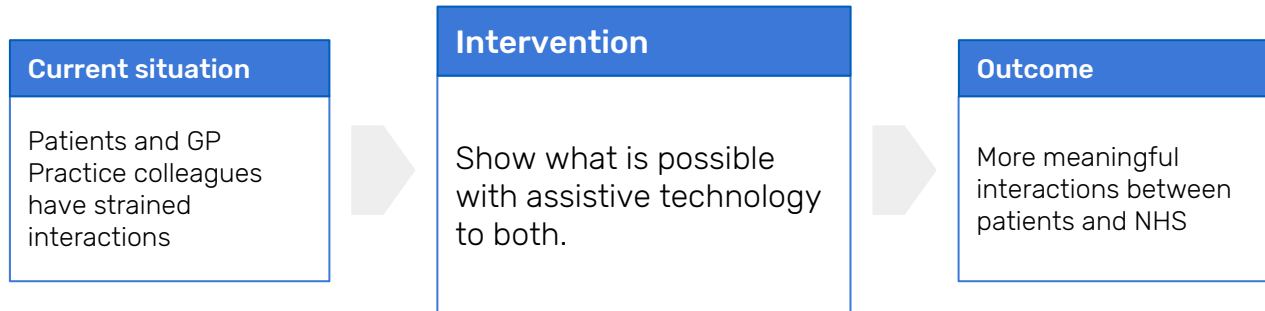 Current situation
Patients and GP
Practice colleagues
have strained
interactions
Intervention
Show what is possible
with assistive technology
to both.
Outcome
More meaningful
interactions between
patients and NHS